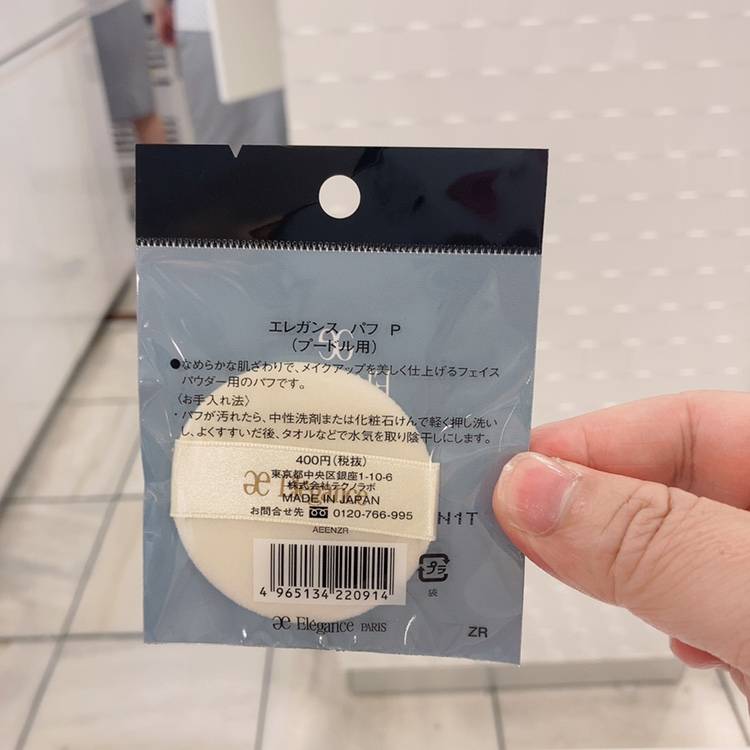 エレガンス パフ P
(プードル用)
●なめらかな肌ざわりで、メイクアップを美しく仕上げるフェイス
パウダー用のパフです。
〈お手入れ法〉
・パフが汚れたら、中性洗剤または化粧石けんで軽く押し洗い
し、よくすすいだ後、タオルなどで水気を取り陰干しにします。
400円(税抜)
東京都中央区銀座1-10-6
株式会社テクノラボ
Elégance
MADE IN JAPAN
お問合せ先 0120-766-995
N1T
AEENZR
4 965134 220914
プラ
袋
Elégance PARIS
ZR